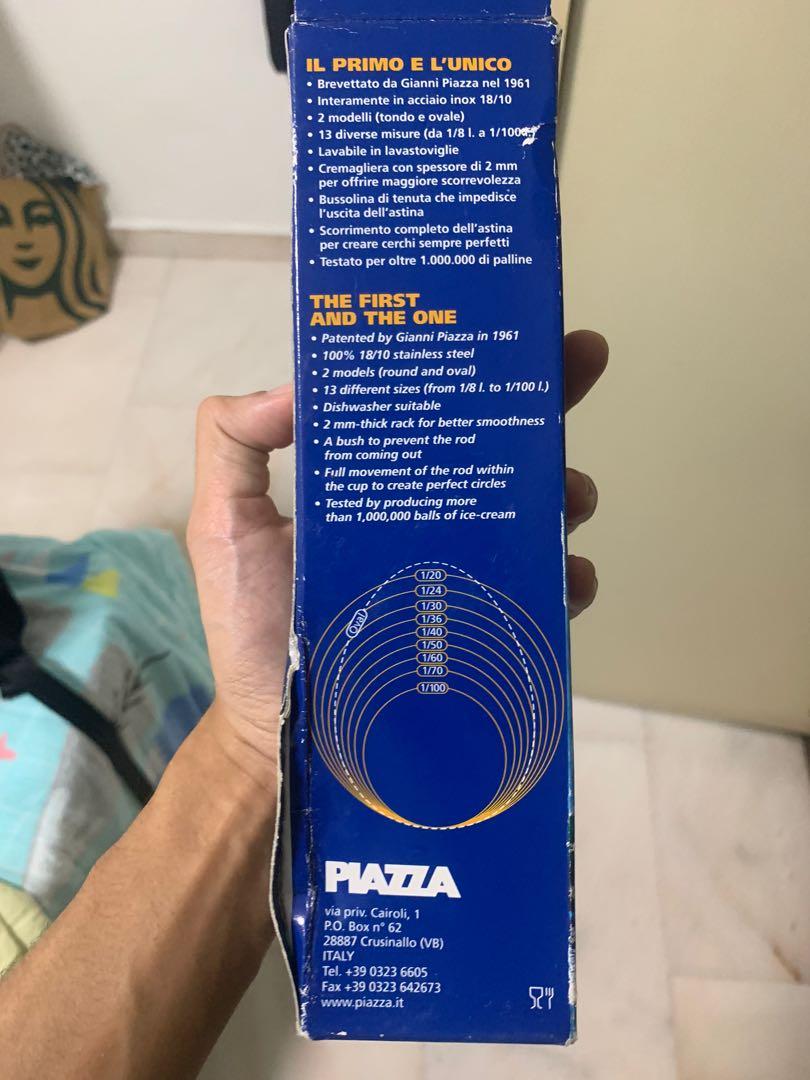 IL PRIMO E L'UNICO
• Brevettato da Gianni Piazza nel 1961
• Interamente in acciaio inox 18/10
• 2 modelli (tondo e ovale)
• 13 diverse misure (da 1/8 l. a 1/100
• Lavabile in lavastoviglie
• Cremagliera con spessore di 2 mm
per offrire maggiore scorrevolezza
• Bussolina di tenuta che impedisce
l'uscita dell'astina
• Scorrimento completo dell'astina
per creare cerchi sempre perfetti
• Testato per oltre 1.000.000 di palline
THE FIRST
AND THE ONE
• Patented by Gianni Piazza in 1961
• 100% 18/10 stainless steel
• 2 models (round and oval)
• 13 different sizes (from 1/8 l. to 1/100 l.)
• Dishwasher suitable
• 2 mm-thick rack for better smoothness
• A bush to prevent the rod
from coming out
• Full movement of the rod within
the cup to create perfect circles
• Tested by producing more
than 1,000,000 balls of ice-cream
1/20
1/24
1/30
1/36
Oval
1/40
1/50
1/60
1/70
1/100
PIAZZA
via priv. Cairoli, 1
P.O. Box n° 62
28887 Crusinallo (VB)
ITALY
Tel. +39 0323 6605
Fax +39 0323 642673
www.piazza.it